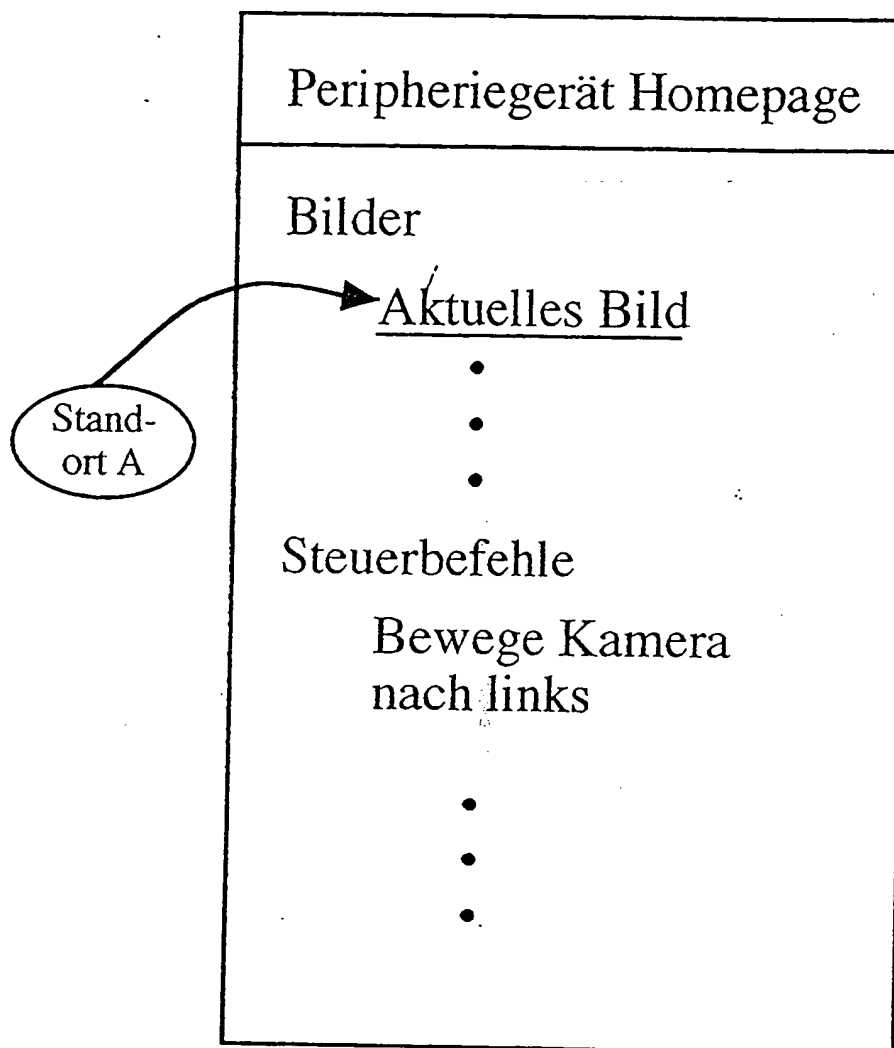 Peripheriegerät Homepage
Bilder
Aktuelles Bild
Stand-
ort A
Steuerbefehle
Bewege Kamera
nach links